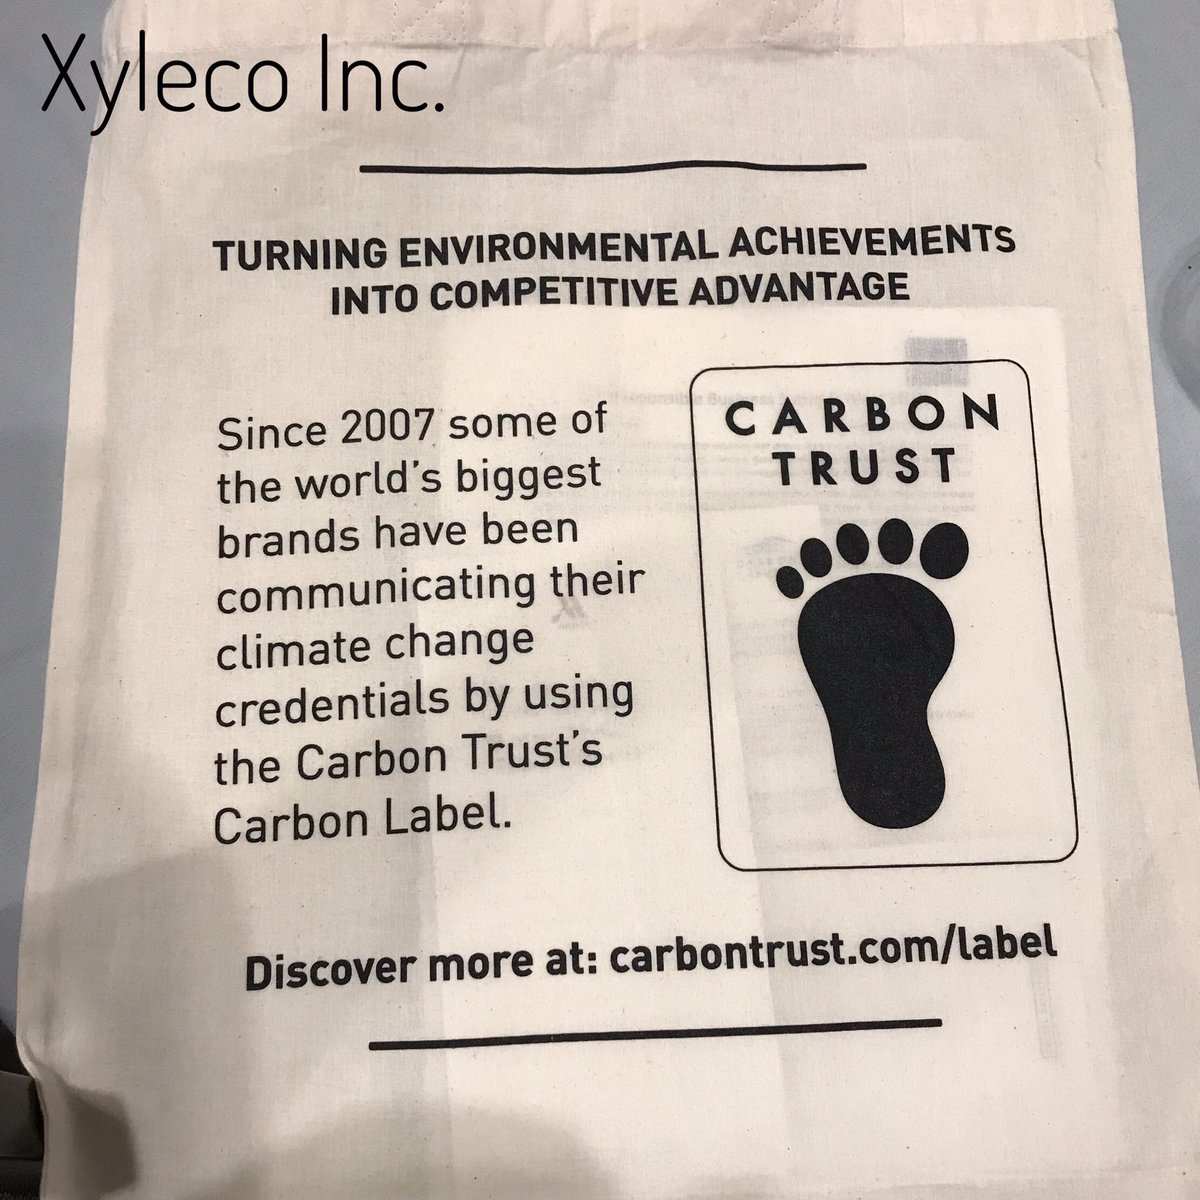 Xyleco Inc.
TURNING ENVIRONMENTAL ACHIEVEMENTS
INTO COMPETITIVE ADVANTAGE
Since 2007 some of
the world's biggest
brands have been
communicating their
climate change
credentials by using
the Carbon Trust's
Carbon Label.
CARBON
TRUST
Discover more at: carbontrust.com/label